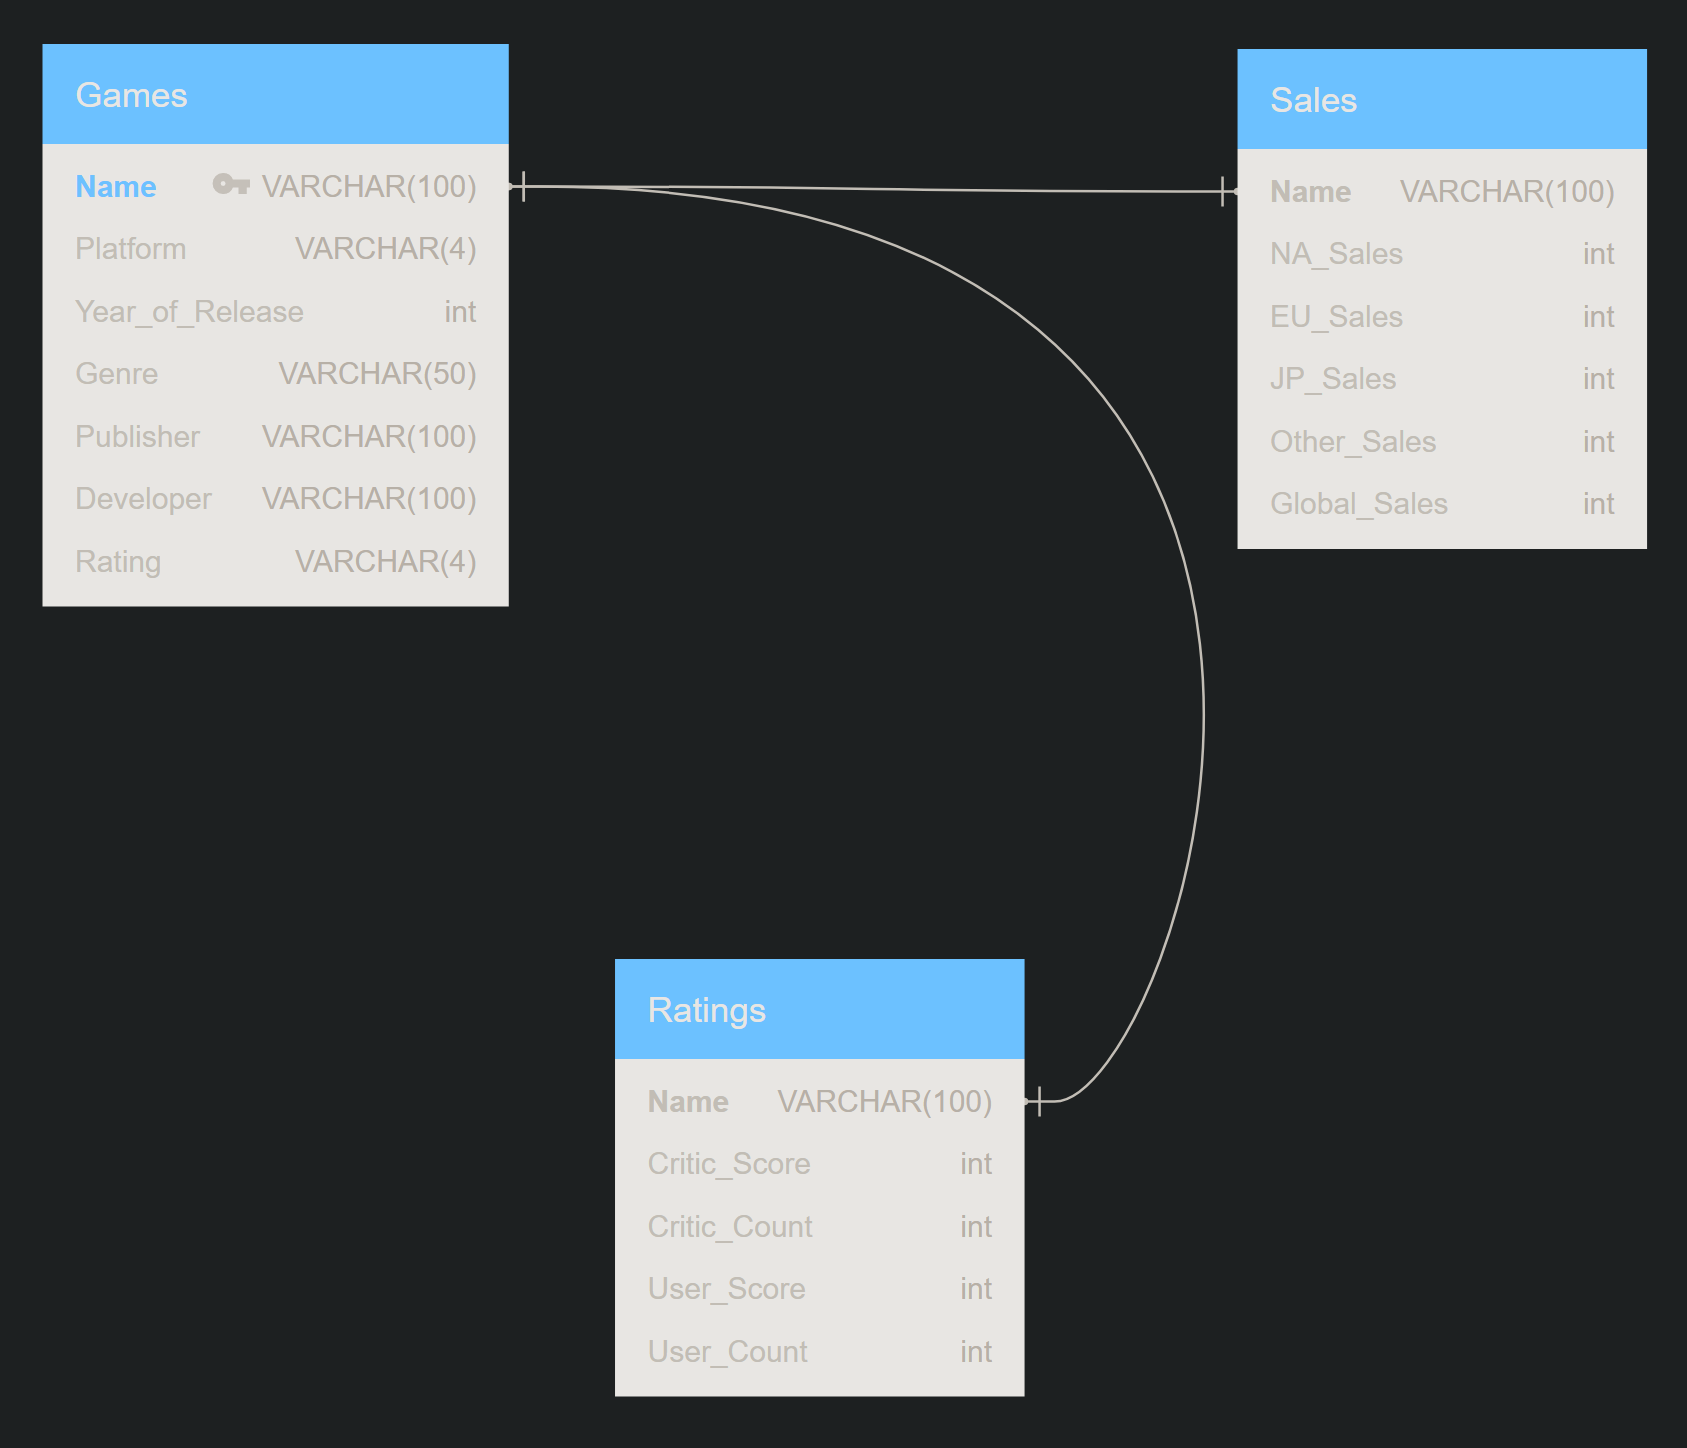 Games
Name VARCHAR(100)
Platform VARCHAR(4)
Year_of_Release int
Genre VARCHAR(50)
Publisher VARCHAR(100)
Developer VARCHAR(100)
Rating VARCHAR(4)
Sales
Name VARCHAR(100)
NA_Sales int
EU_Sales int
JP_Sales int
Other_Sales int
Global_Sales int
Ratings
Name VARCHAR(100)
Critic_Score int
Critic_Count int
User_Score int
User_Count int